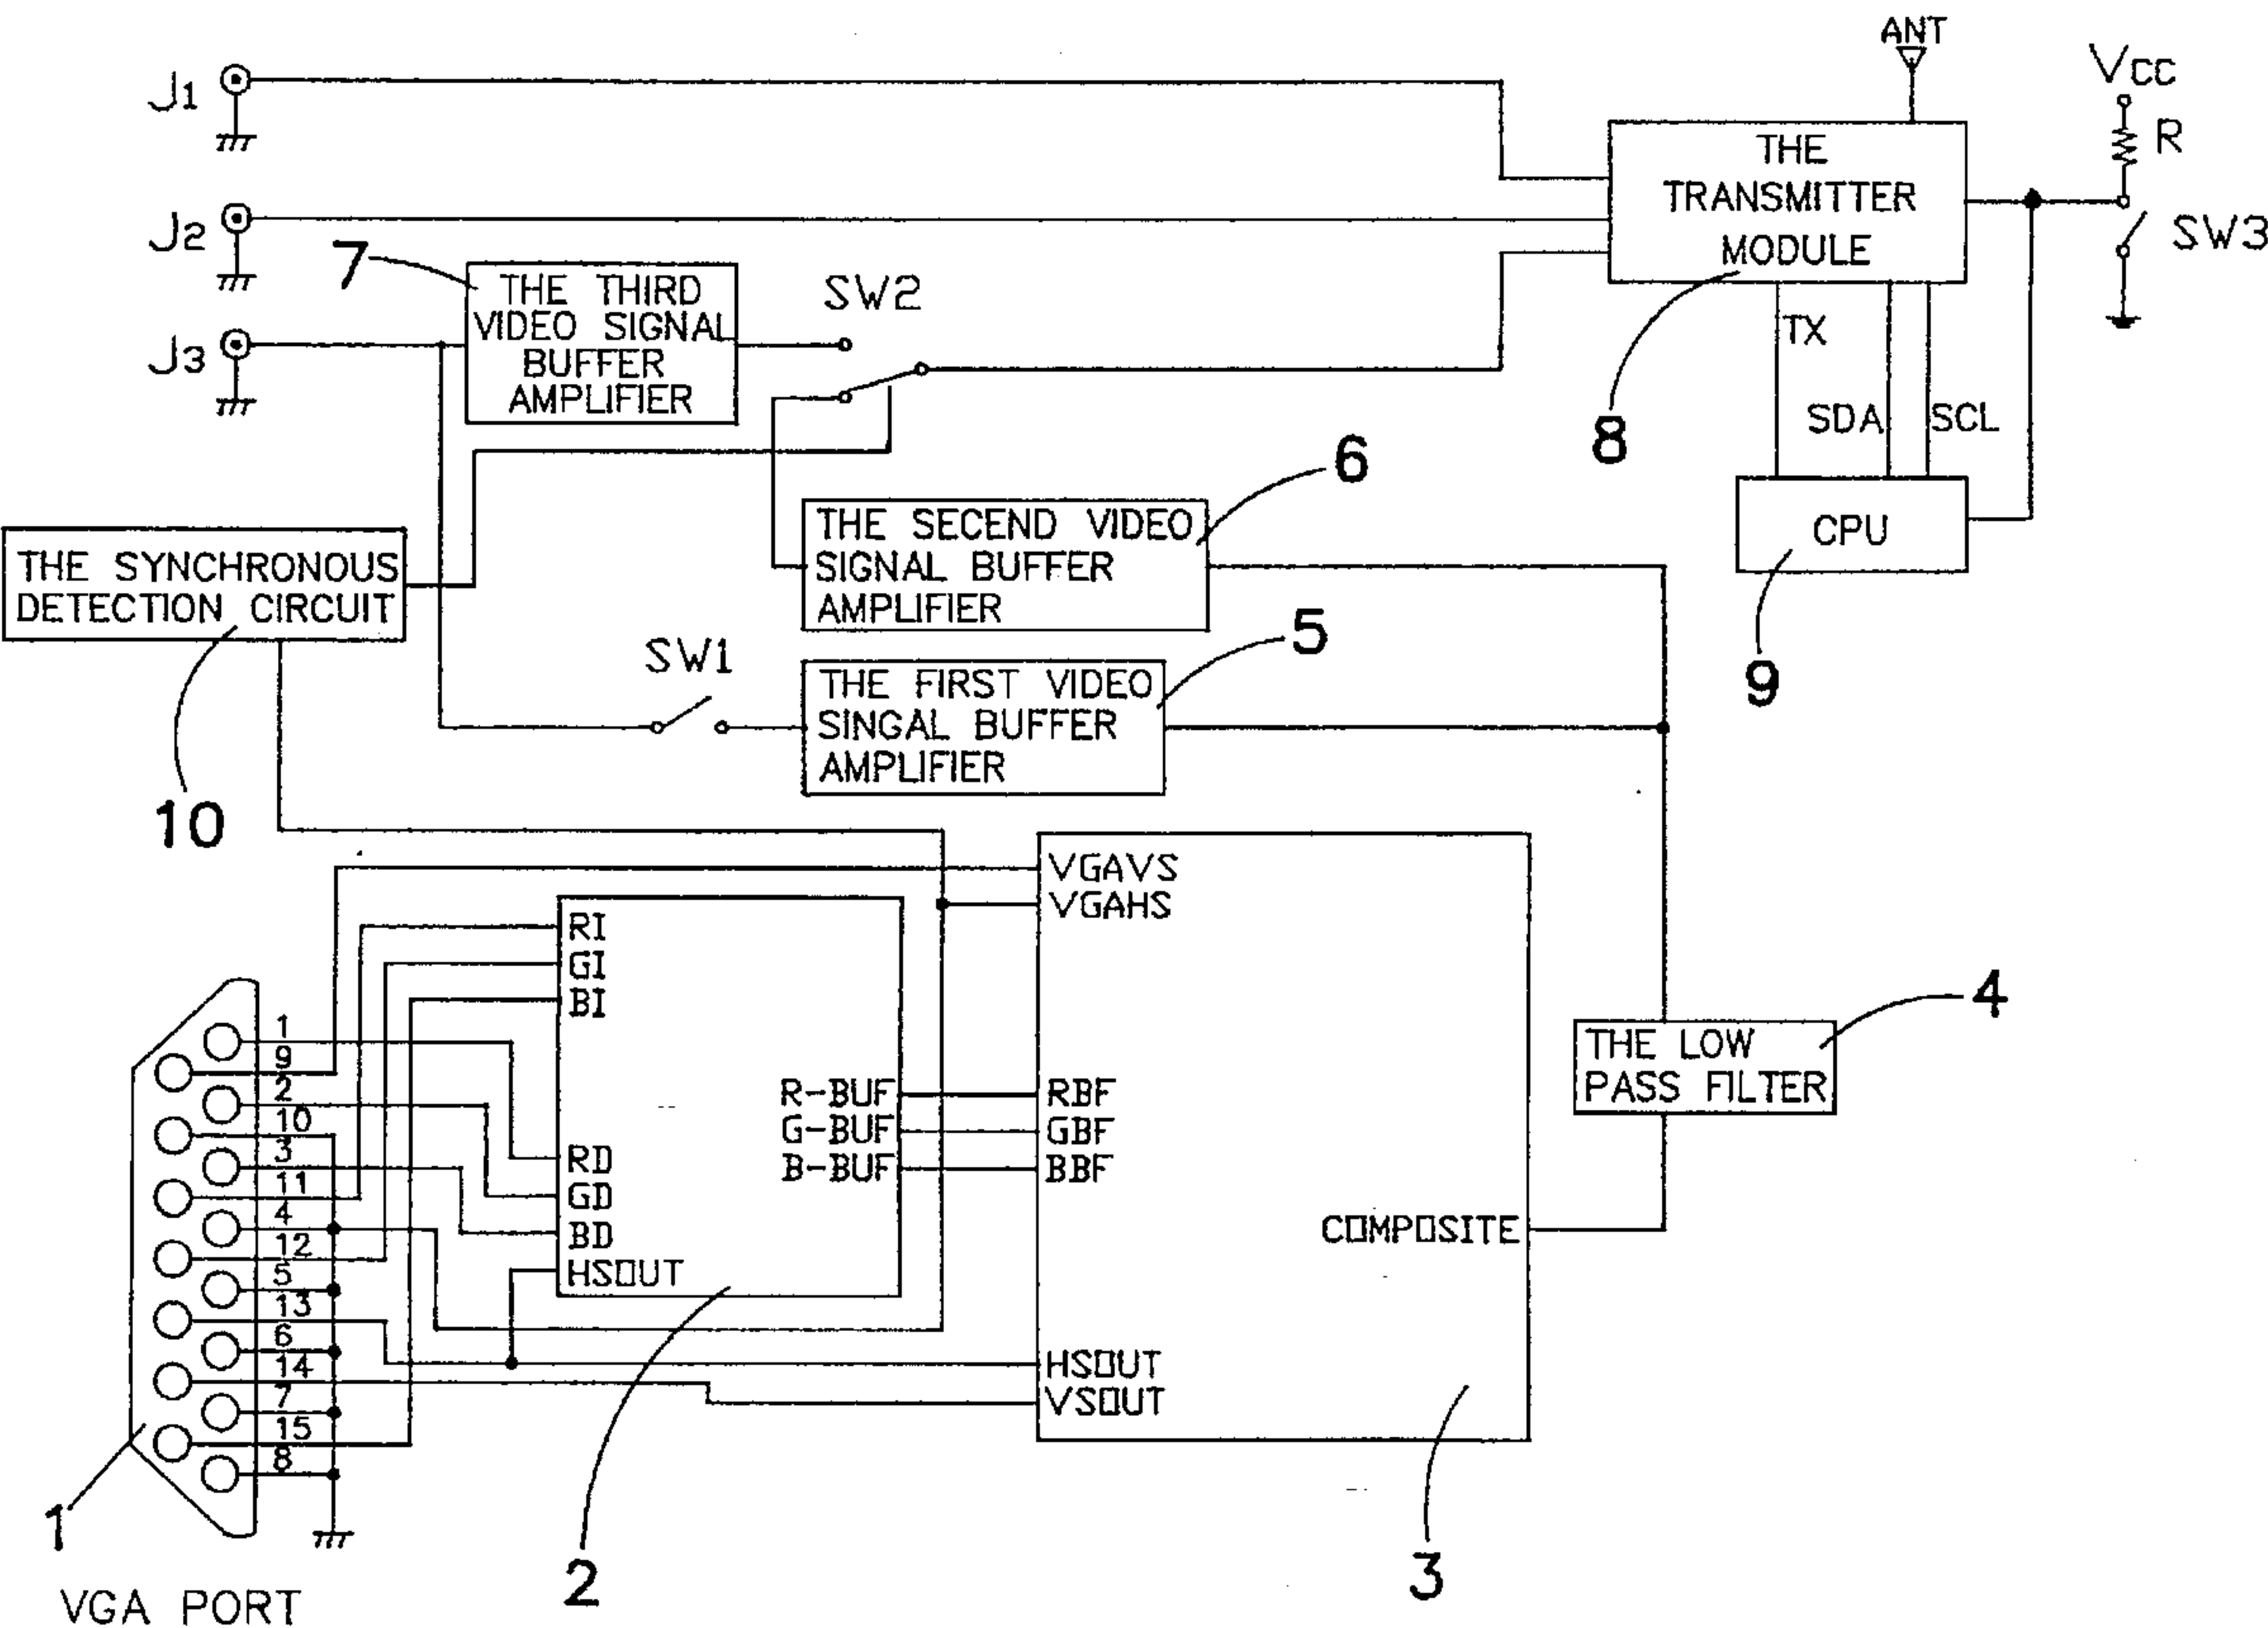 ANT
VCC
J1
THE
TRANSMITTER
MODULE
R
J2
SW3
7
THE THIRD
VIDEO SIGNAL
BUFFER
AMPLIFIER
SW2
J3
TX
SDA
SCL
8
6
CPU
9
THE SECEND VIDEO
SIGNAL BUFFER
AMPLIFIER
THE SYNCHRONOUS
DETECTION CIRCUIT
10
SW1
5
THE FIRST VIDEO
SINGAL BUFFER
AMPLIFIER
VGAVS
VGAHS
RI
GI
BI
4
THE LOW
PASS FILTER
1
9
2
10
3
11
4
12
5
13
6
14
7
15
8
R-BUF
G-BUF
B-BUF
RBF
GBF
BBF
RD
GD
BD
HSOUT
COMPOSITE
HSOUT
VSOUT
1
2
3
VGA PORT